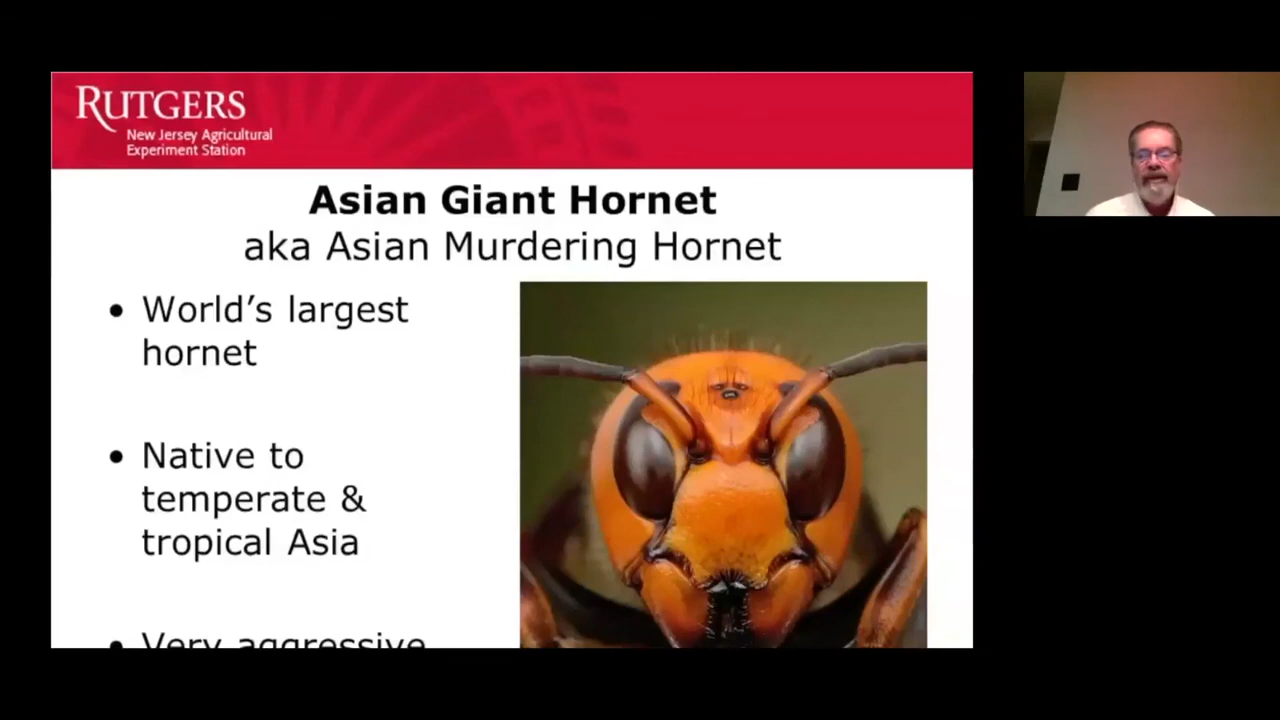 RUTGERS
New Jersey Agricultural
Experiment Station
Asian Giant Hornet
aka Asian Murdering Hornet
• World’s largest
hornet
• Native to
temperate &
tropical Asia
• Very aggressive